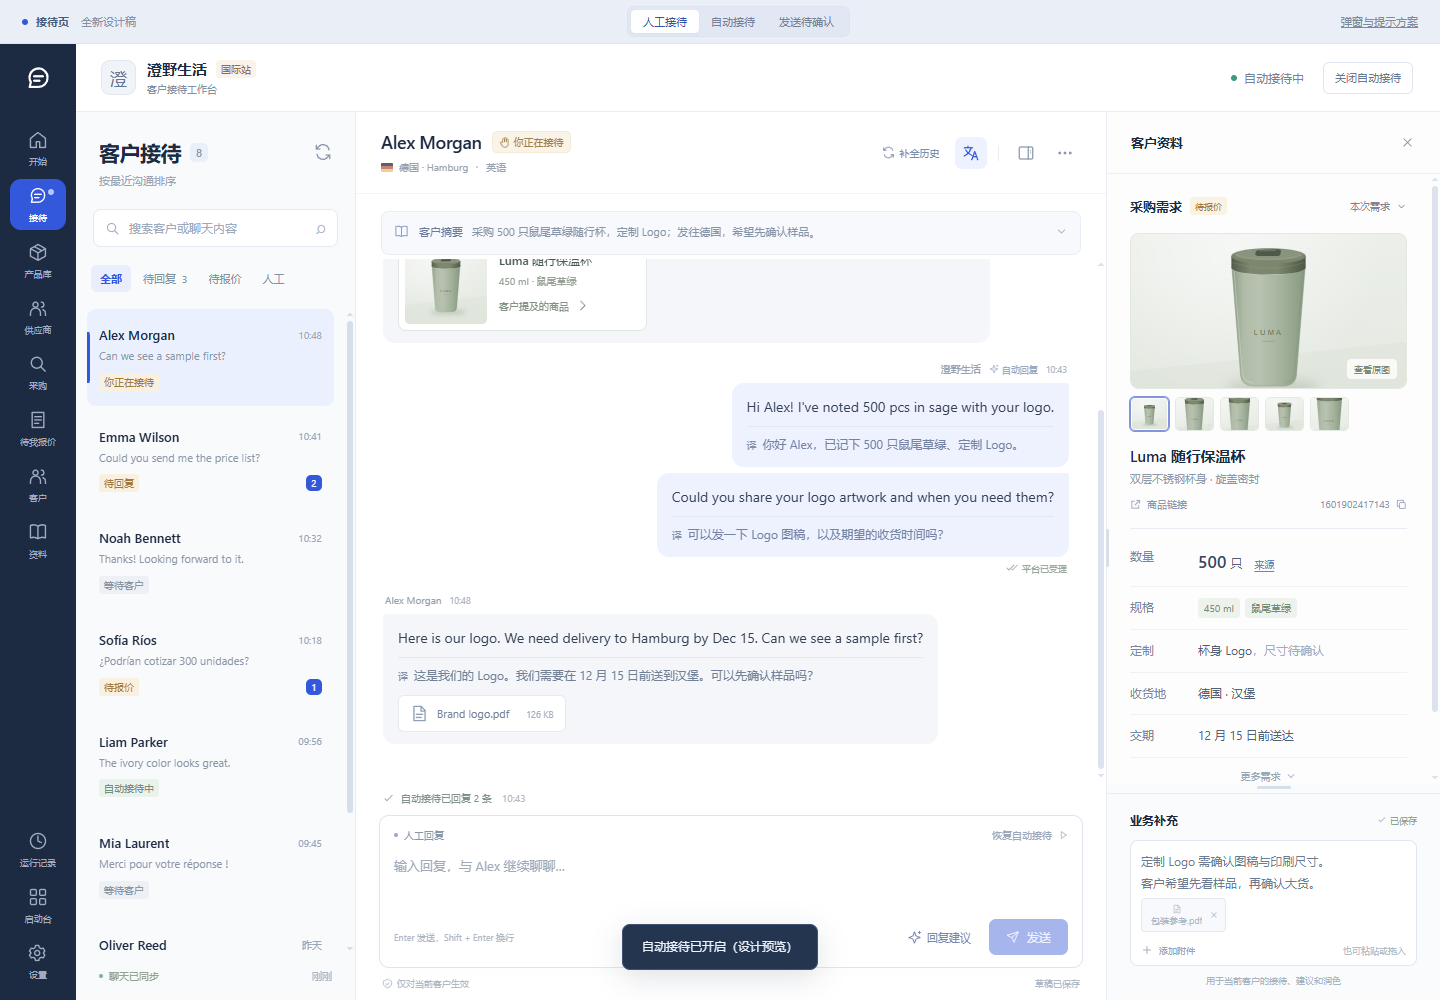 接待页 全新设计稿
人工接待 自动接待 发送待确认
弹窗与提示方案
澄
澄野生活 国际站
客户接待工作台
自动接待中
关闭自动接待
开始
接待
产品库
供应商
采购
待我报价
客户
资料
运行记录
启动台
设置
客户接待 8
按最近沟通排序
搜索客户或聊天内容
全部 待回复 3 待报价 人工
Alex Morgan 10:48
Can we see a sample first?
你正在接待
Emma Wilson 10:41
Could you send me the price list?
待回复 2
Noah Bennett 10:32
Thanks! Looking forward to it.
等待客户
Sofía Ríos 10:18
¿Podrían cotizar 300 unidades?
待报价 1
Liam Parker 09:56
The ivory color looks great.
自动接待中
Mia Laurent 09:45
Merci pour votre réponse !
等待客户
Oliver Reed 昨天
聊天已同步 刚刚
Alex Morgan 你正在接待
德国 · Hamburg · 英语
补全历史
客户摘要 采购 500 只鼠尾草绿随行杯，定制 Logo；发往德国，希望先确认样品。
Luma 随行保温杯
450 ml · 鼠尾草绿
客户提及的商品
澄野生活 自动回复 10:43
Hi Alex! I've noted 500 pcs in sage with your logo.
译 你好 Alex，已记下 500 只鼠尾草绿、定制 Logo。
Could you share your logo artwork and when you need them?
译 可以发一下 Logo 图稿，以及期望的收货时间吗？
平台已受理
Alex Morgan 10:48
Here is our logo. We need delivery to Hamburg by Dec 15. Can we see a sample first?
译 这是我们的 Logo。我们需要在 12 月 15 日前送到汉堡。可以先确认样品吗？
Brand logo.pdf 126 KB
自动接待已回复 2 条 10:43
人工回复
恢复自动接待
输入回复，与 Alex 继续聊聊...
Enter 发送，Shift + Enter 换行
回复建议
发送
自动接待已开启（设计预览）
仅对当前客户生效
草稿已保存
客户资料
采购需求 待报价
本次需求
LUMA
查看原图
Luma 随行保温杯
双层不锈钢杯身 · 旋盖密封
商品链接 1601902417143
数量 500 只 来源
规格 450 ml 鼠尾草绿
定制 杯身 Logo，尺寸待确认
收货地 德国 · 汉堡
交期 12 月 15 日前送达
更多需求
业务补充 已保存
定制 Logo 需确认图稿与印刷尺寸。
客户希望先看样品，再确认大货。
包装参考.pdf
添加附件
也可粘贴或拖入
用于当前客户的接待、建议和润色